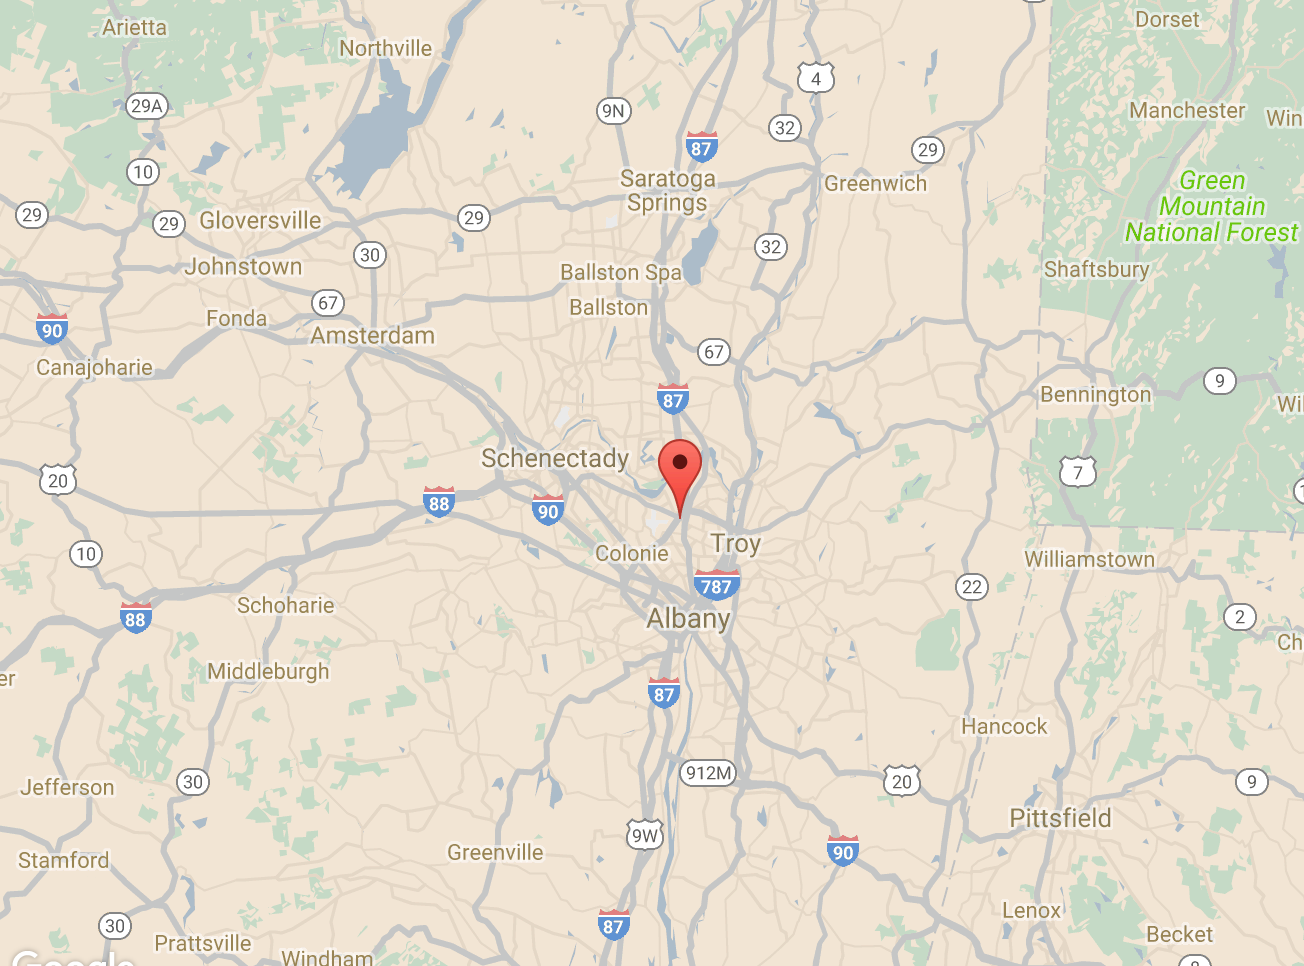 Arietta
Northville
Dorset
4
29A
9N
32
Manchester
Win
87
29
10
Saratoga
Springs
Greenwich
Green
Mountain
National Forest
29
29
Gloversville
29
30
32
Johnstown
Ballston Spa
Shaftsbury
67
Ballston
Fonda
90
Amsterdam
67
Canajoharie
9
87
Bennington
Wil
Schenectady
20
7
88
90
1
Troy
10
Colonie
Williamstown
787
22
Schoharie
88
Albany
2
Ch
er
Middleburgh
87
Hancock
912M
30
20
9
Jefferson
Pittsfield
9W
Greenville
90
Stamford
Lenox
30
87
Becket
Prattsville
Windham
Google